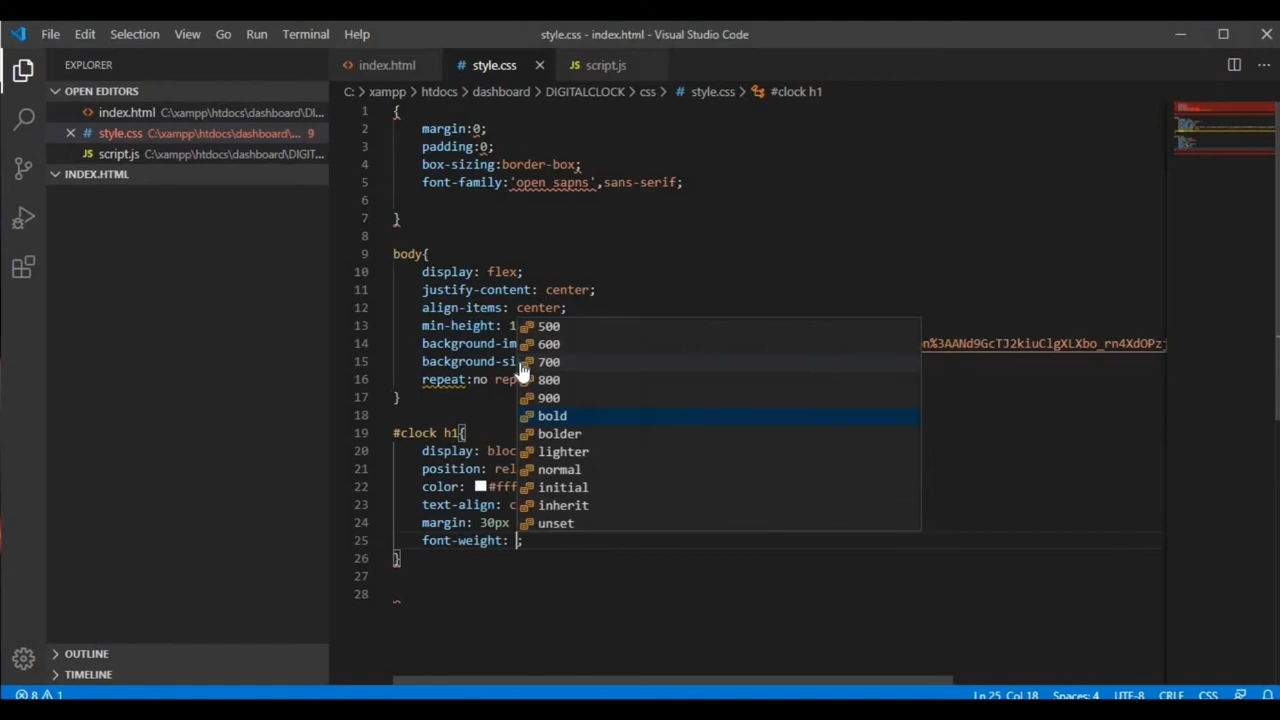 File Edit Selection View Go Run Terminal Help style.css - index.html - Visual Studio Code
EXPLORER
index.html style.css script.js
OPEN EDITORS
C: > xampp > htdocs > dashboard > DIGITALCLOCK > css > # style.css > #clock h1
index.html C:\xampp\htdocs\dashboard\DI...
style.css C:\xampp\htdocs\dashboard\... 9
script.js C:\xampp\htdocs\dashboard\DIGIT...
INDEX.HTML
1 {
2 margin:0;
3 padding:0;
4 box-sizing:border-box;
5 font-family:'open sapns',sans-serif;
6
7 }
8
9 body{
10 display: flex;
11 justify-content: center;
12 align-items: center;
13 min-height: 1
14 background-im n%3AANd9GcTJ2kiuClgXLXbo_rn4XdOPz
15 background-si
16 repeat:no rep
17 }
18
19 #clock h1{
20 display: bloc
21 position: rel
22 color: #fff
23 text-align: c
24 margin: 30px
25 font-weight: ;
26 }
27
28
500
600
700
800
900
bold
bolder
lighter
normal
initial
inherit
unset
OUTLINE
TIMELINE
8 1 Ln 25, Col 18 Spaces: 4 UTF-8 CRLF CSS